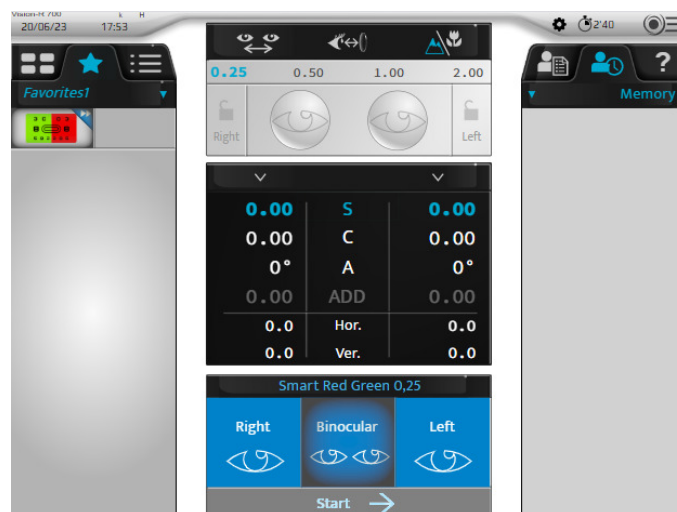 Vision-R 700
20/06/23 17:53
2'40
Favorites1
Memory
?
0.25 0.50 1.00 2.00
Right Left
0.00 S 0.00
0.00 C 0.00
0° A 0°
0.00 ADD 0.00
0.0 Hor. 0.0
0.0 Ver. 0.0
Smart Red Green 0,25
Right Binocular Left
Start